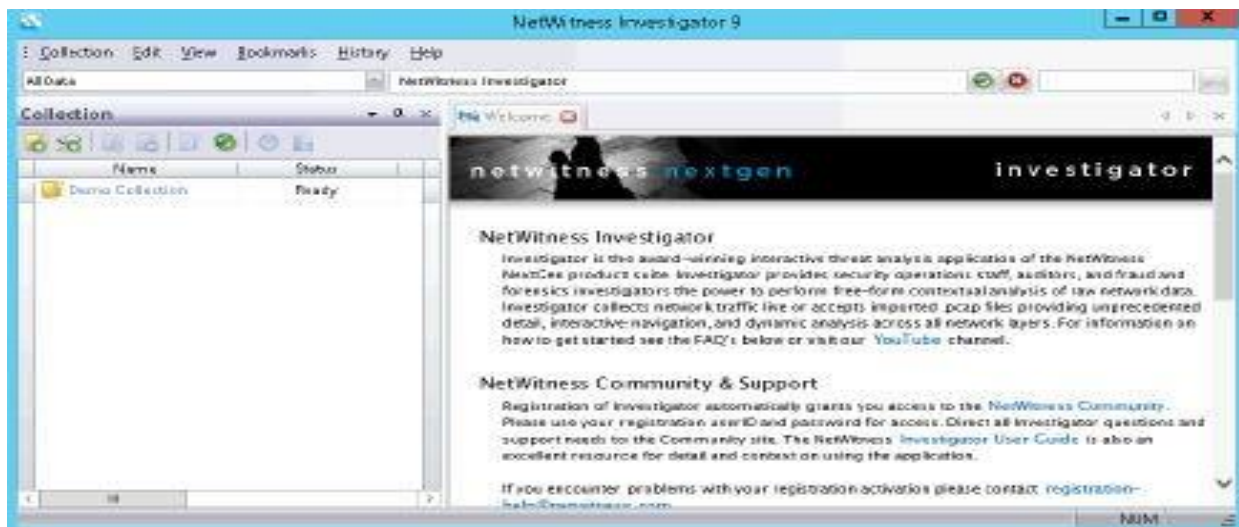 NetWitness Investigator 9
Collection Edit View Bookmarks History Help
All Data
NetWitness Investigator
Collection
Welcome
Name Status
Demo Collection Ready
netwitness nextgen investigator
NetWitness Investigator
Investigator is the award-winning interactive threat analysis application of the NetWitness
NextGen product suite. Investigator provides security operations staff, auditors, and fraud and
forensics investigators the power to perform free-form contextual analysis of raw network data.
Investigator collects network traffic live or accepts imported pcap files providing unprecedented
detail, interactive navigation, and dynamic analysis across all network layers. For information on
how to get started see the FAQ's below or visit our YouTube channel.
NetWitness Community & Support
Registration of Investigator automatically grants you access to the NetWitness Community.
Please use your registration userID and password for access. Direct all Investigator questions and
support needs to the Community site. The NetWitness Investigator User Guide is also an
excellent resource for detail and context on using the application.
If you encounter problems with your registration activation please contact registration-
help@netwitness.com
NUM